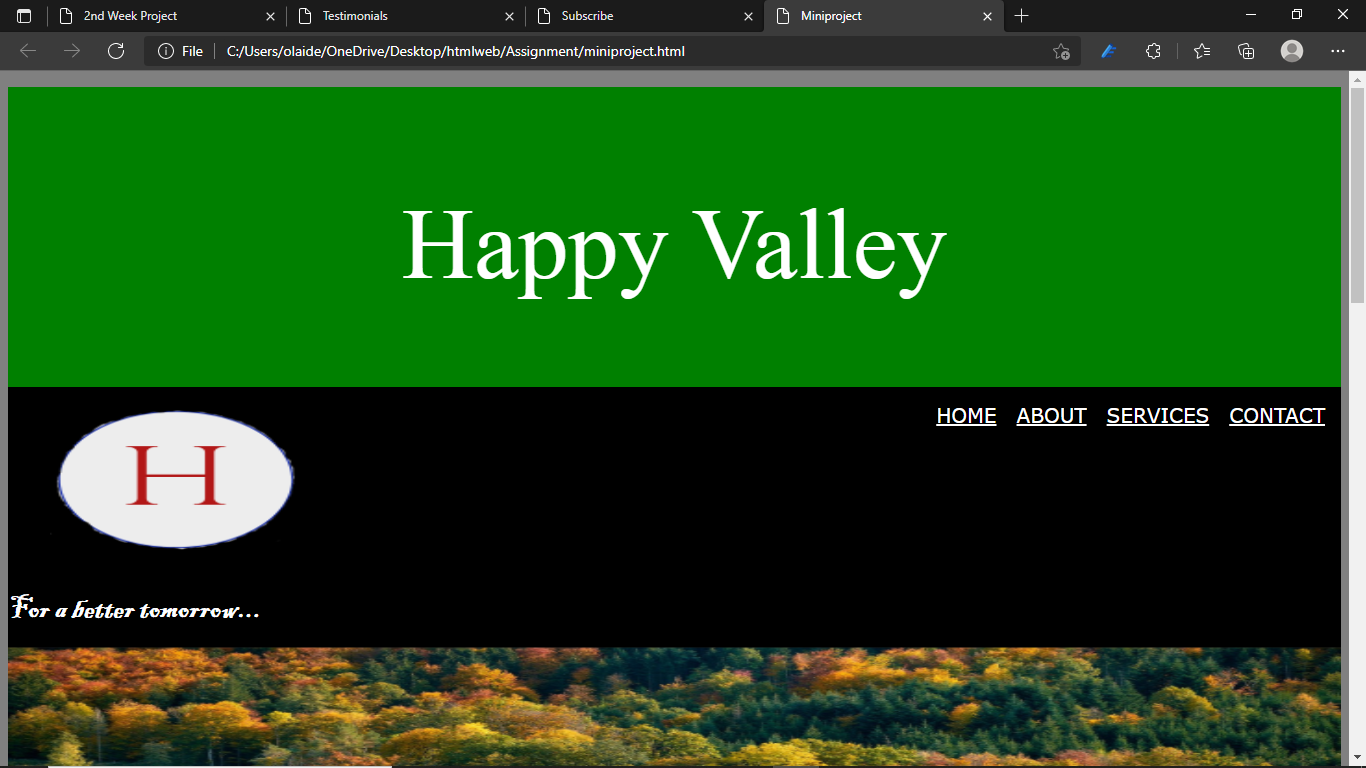 2nd Week Project Testimonials Subscribe Miniproject
File C:/Users/olaide/OneDrive/Desktop/htmlweb/Assignment/miniproject.html
Happy Valley
HOME ABOUT SERVICES CONTACT
H
For a better tomorrow...